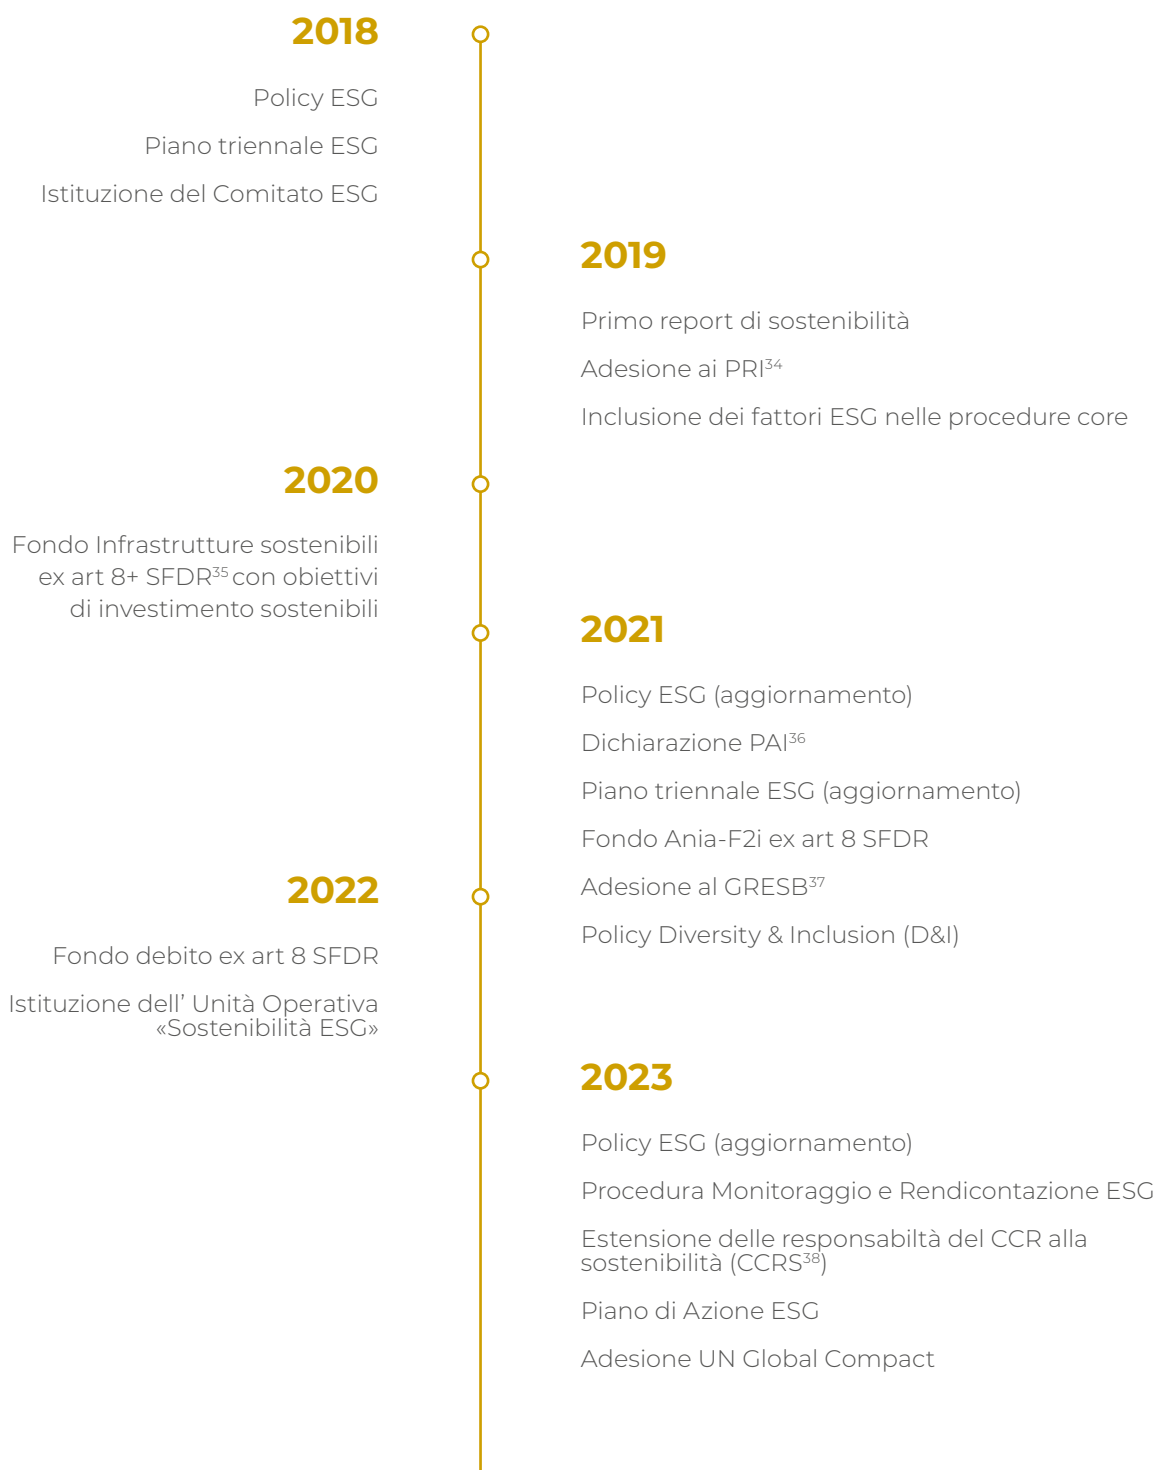 2018
Policy ESG
Piano triennale ESG
Istituzione del Comitato ESG
2019
Primo report di sostenibilità
Adesione ai PRI³⁴
Inclusione dei fattori ESG nelle procedure core
2020
Fondo Infrastrutture sostenibili
ex art 8+ SFDR³⁵ con obiettivi
di investimento sostenibili
2021
Policy ESG (aggiornamento)
Dichiarazione PAI³⁶
Piano triennale ESG (aggiornamento)
Fondo Ania-F2i ex art 8 SFDR
Adesione al GRESB³⁷
Policy Diversity & Inclusion (D&I)
2022
Fondo debito ex art 8 SFDR
Istituzione dell’ Unità Operativa
«Sostenibilità ESG»
2023
Policy ESG (aggiornamento)
Procedura Monitoraggio e Rendicontazione ESG
Estensione delle responsabiltà del CCR alla
sostenibilità (CCRS³⁸)
Piano di Azione ESG
Adesione UN Global Compact